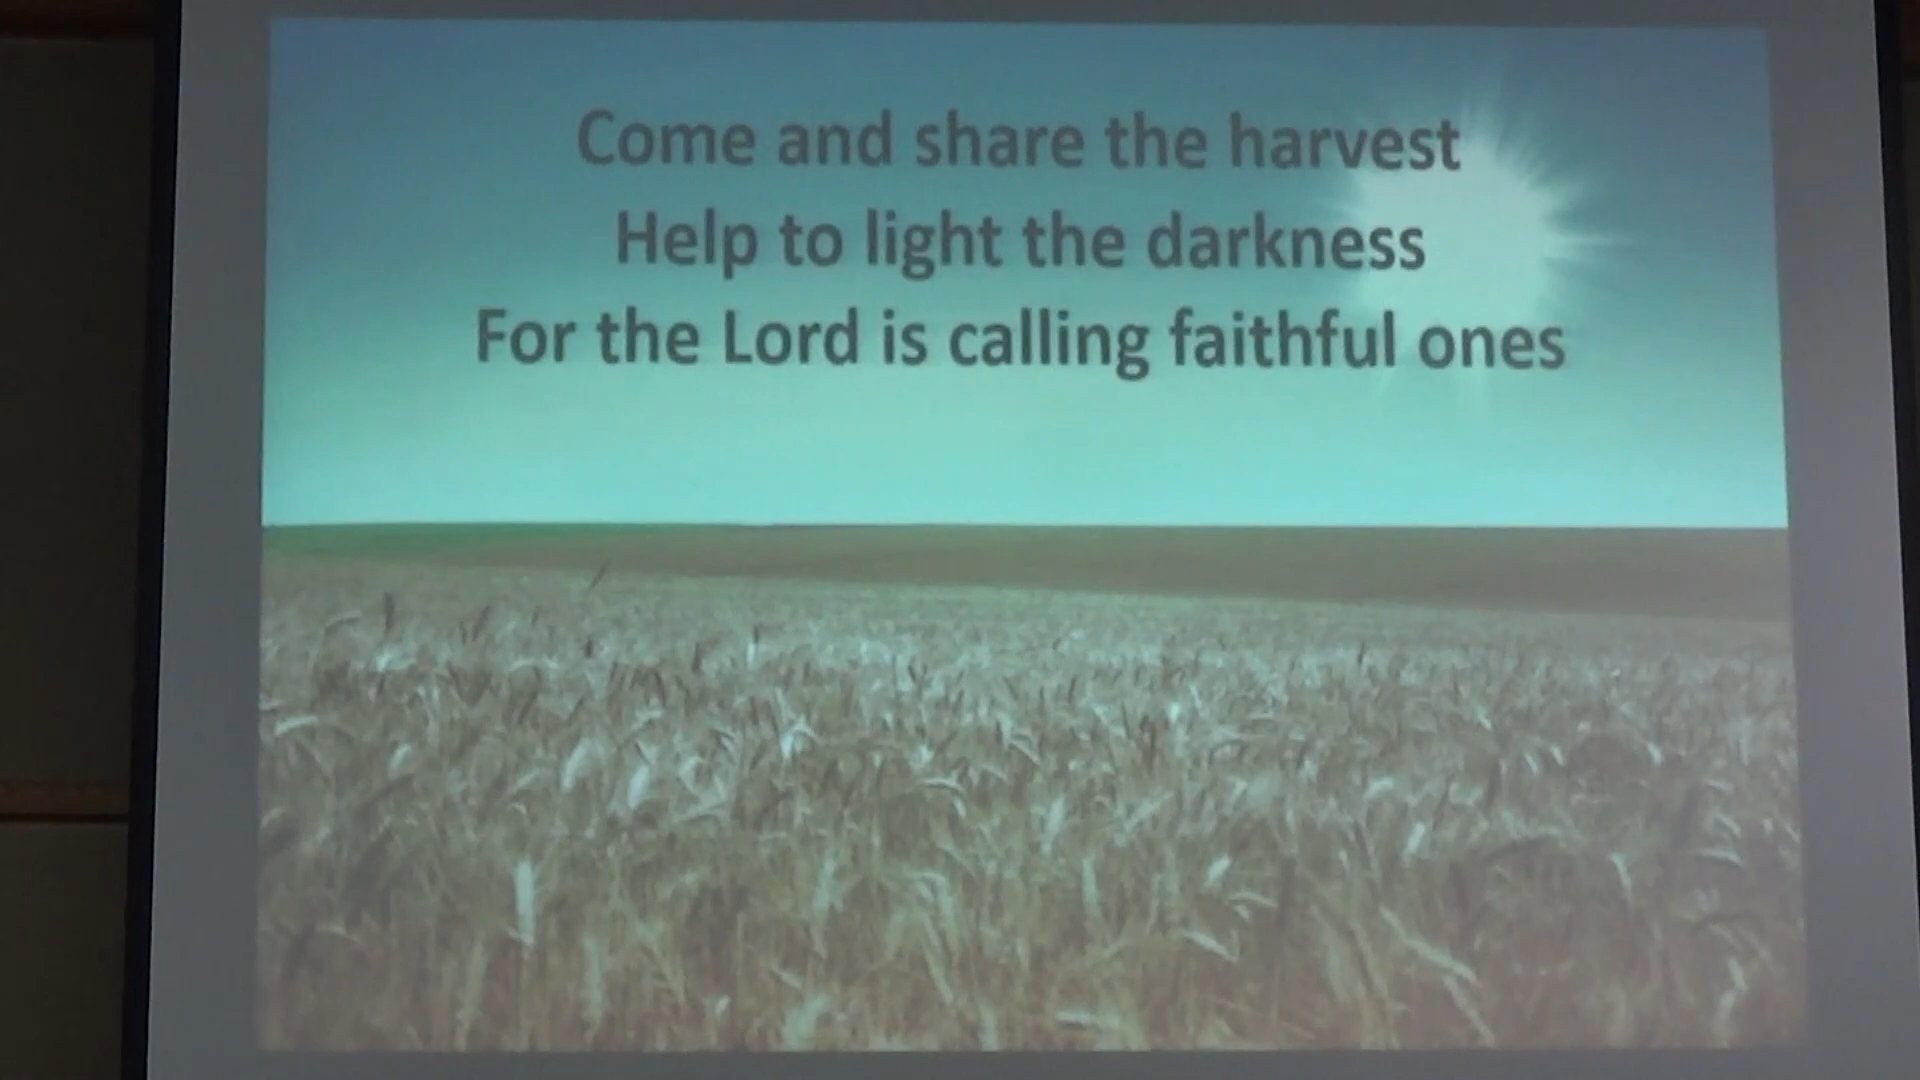 Come and share the harvest
Help to light the darkness
For the Lord is calling faithful ones